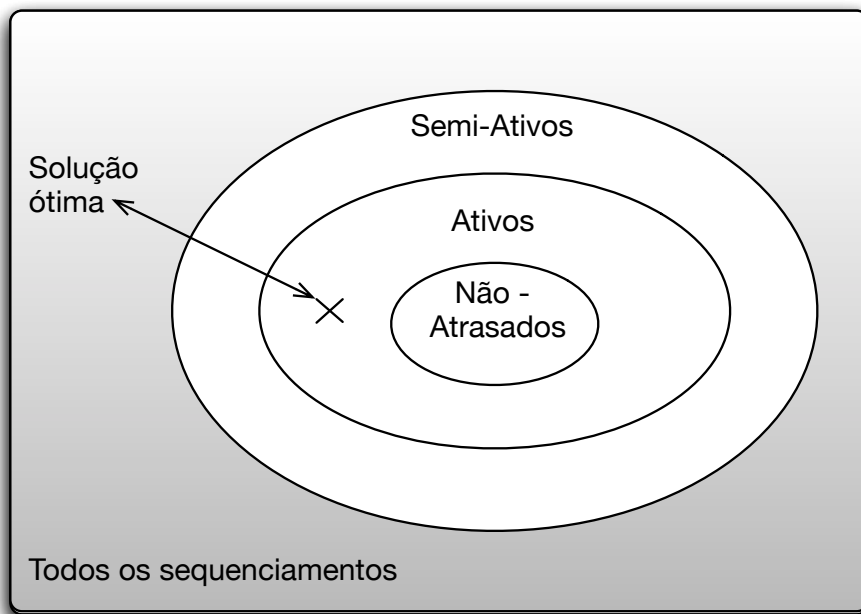 Semi-Ativos
Solução
ótima
Ativos
Não -
Atrasados
Todos os sequenciamentos